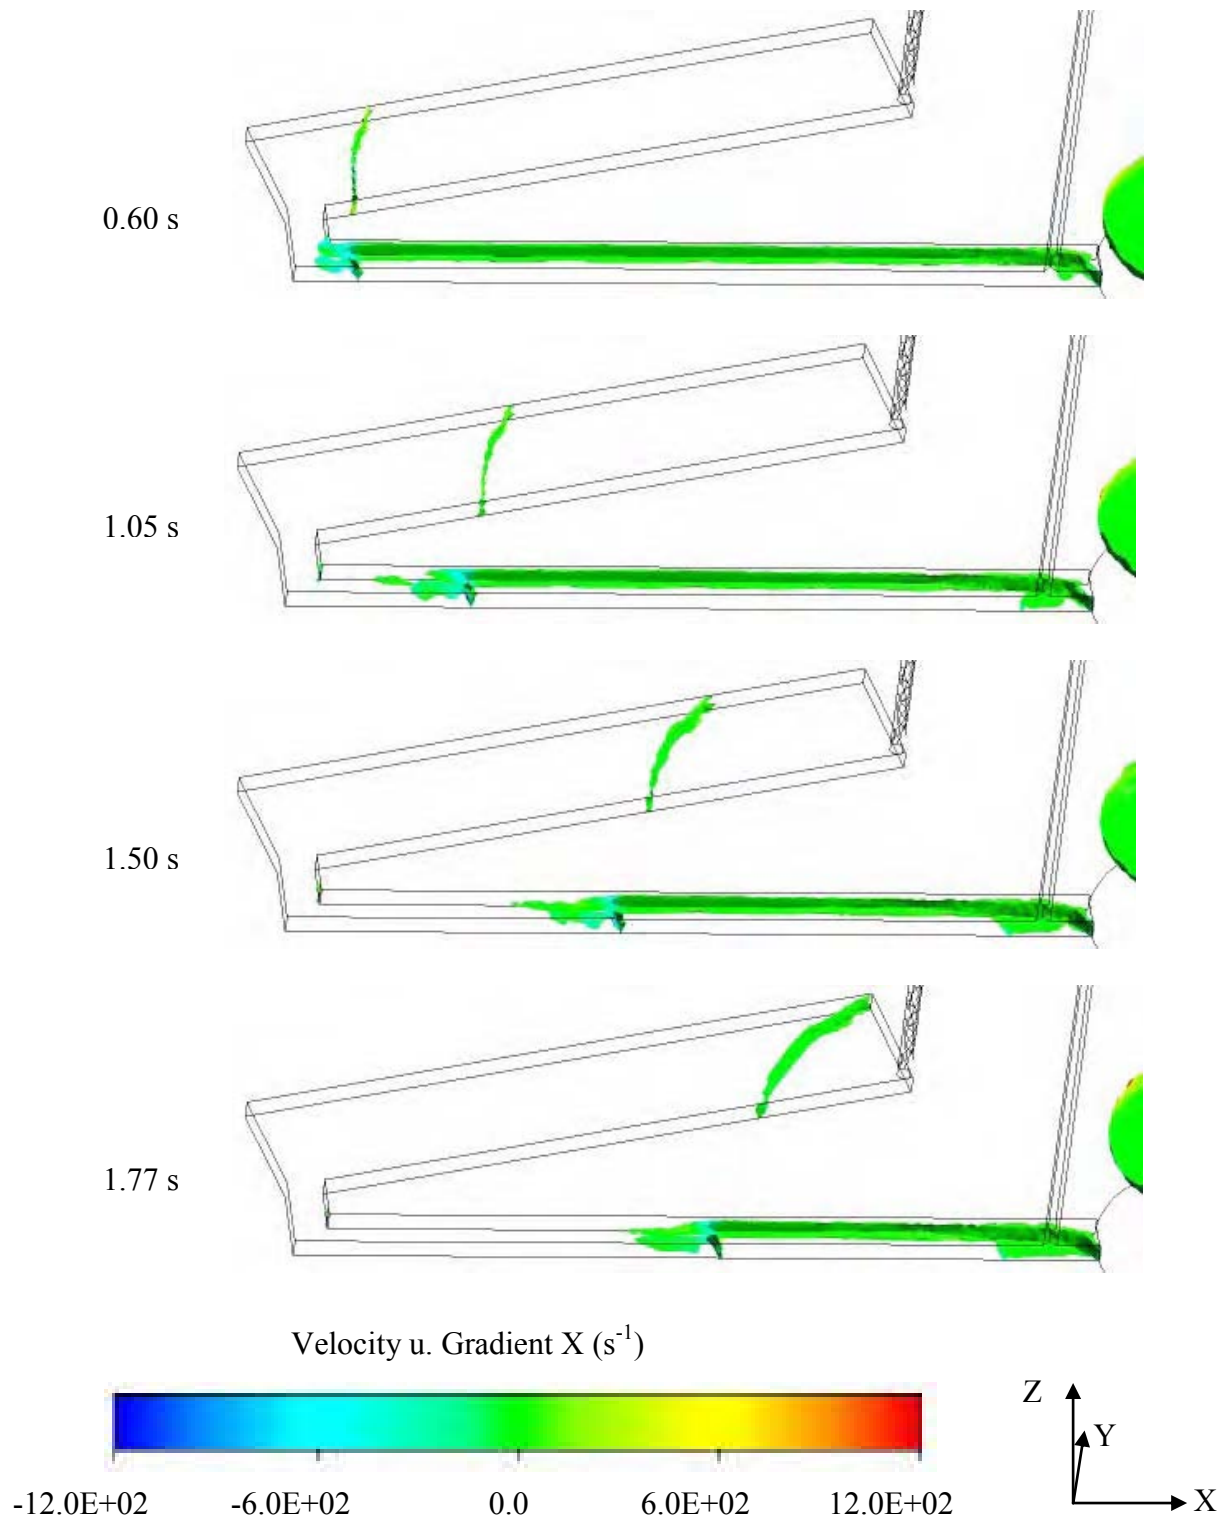 0.60 s
1.05 s
1.50 s
1.77 s
Velocity u. Gradient X (s⁻¹)
Z
Y
X
-12.0E+02 -6.0E+02 0.0 6.0E+02 12.0E+02